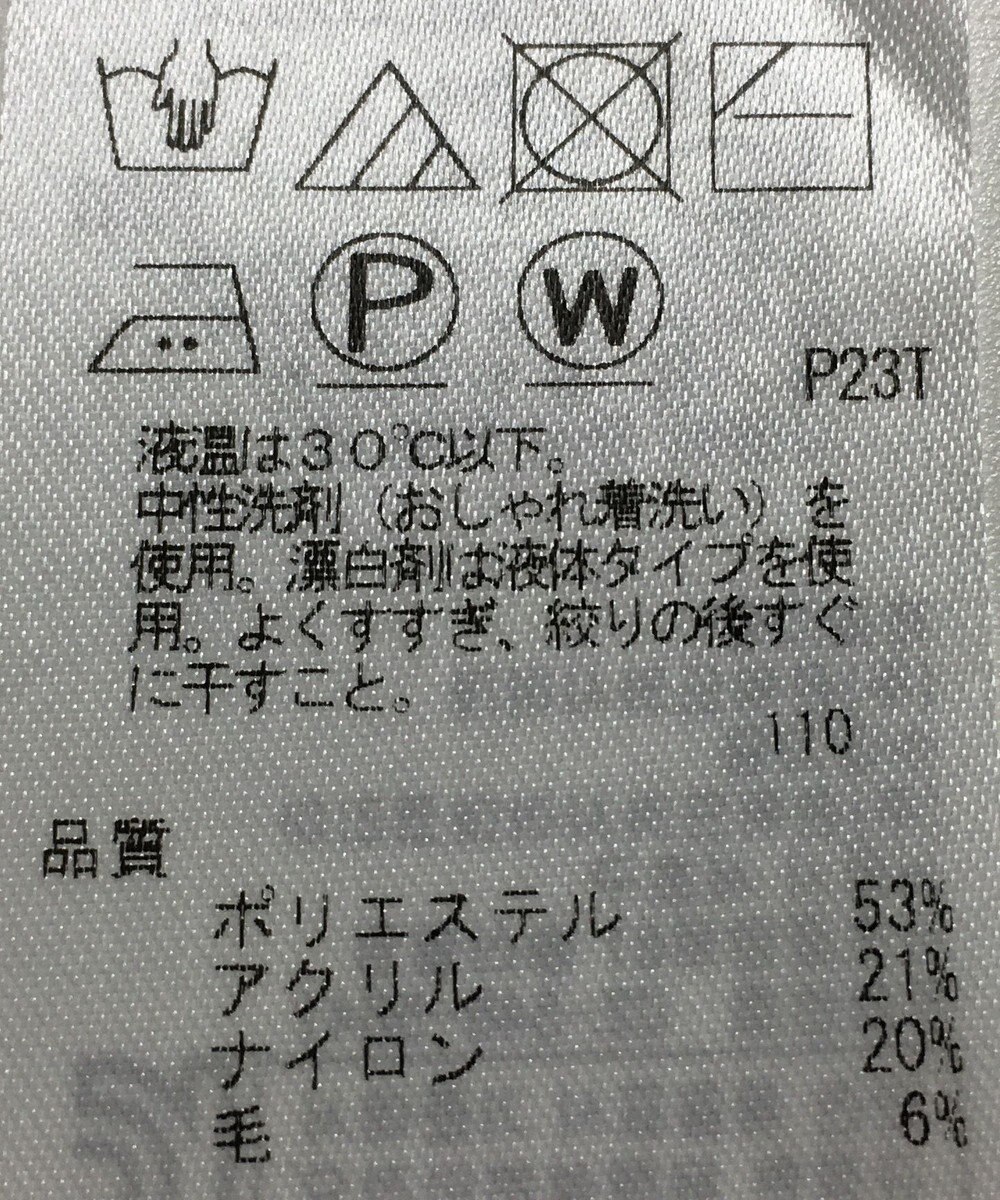 P
W
P23T
液温は30℃以下。
中性洗剤(おしゃれ着洗い)を
使用。漂白剤は液体タイプを使
用。よくすすぎ、絞りの後すぐ
に干すこと。
110
品質
ポリエステル 53%
アクリル 21%
ナイロン 20%
毛 6%